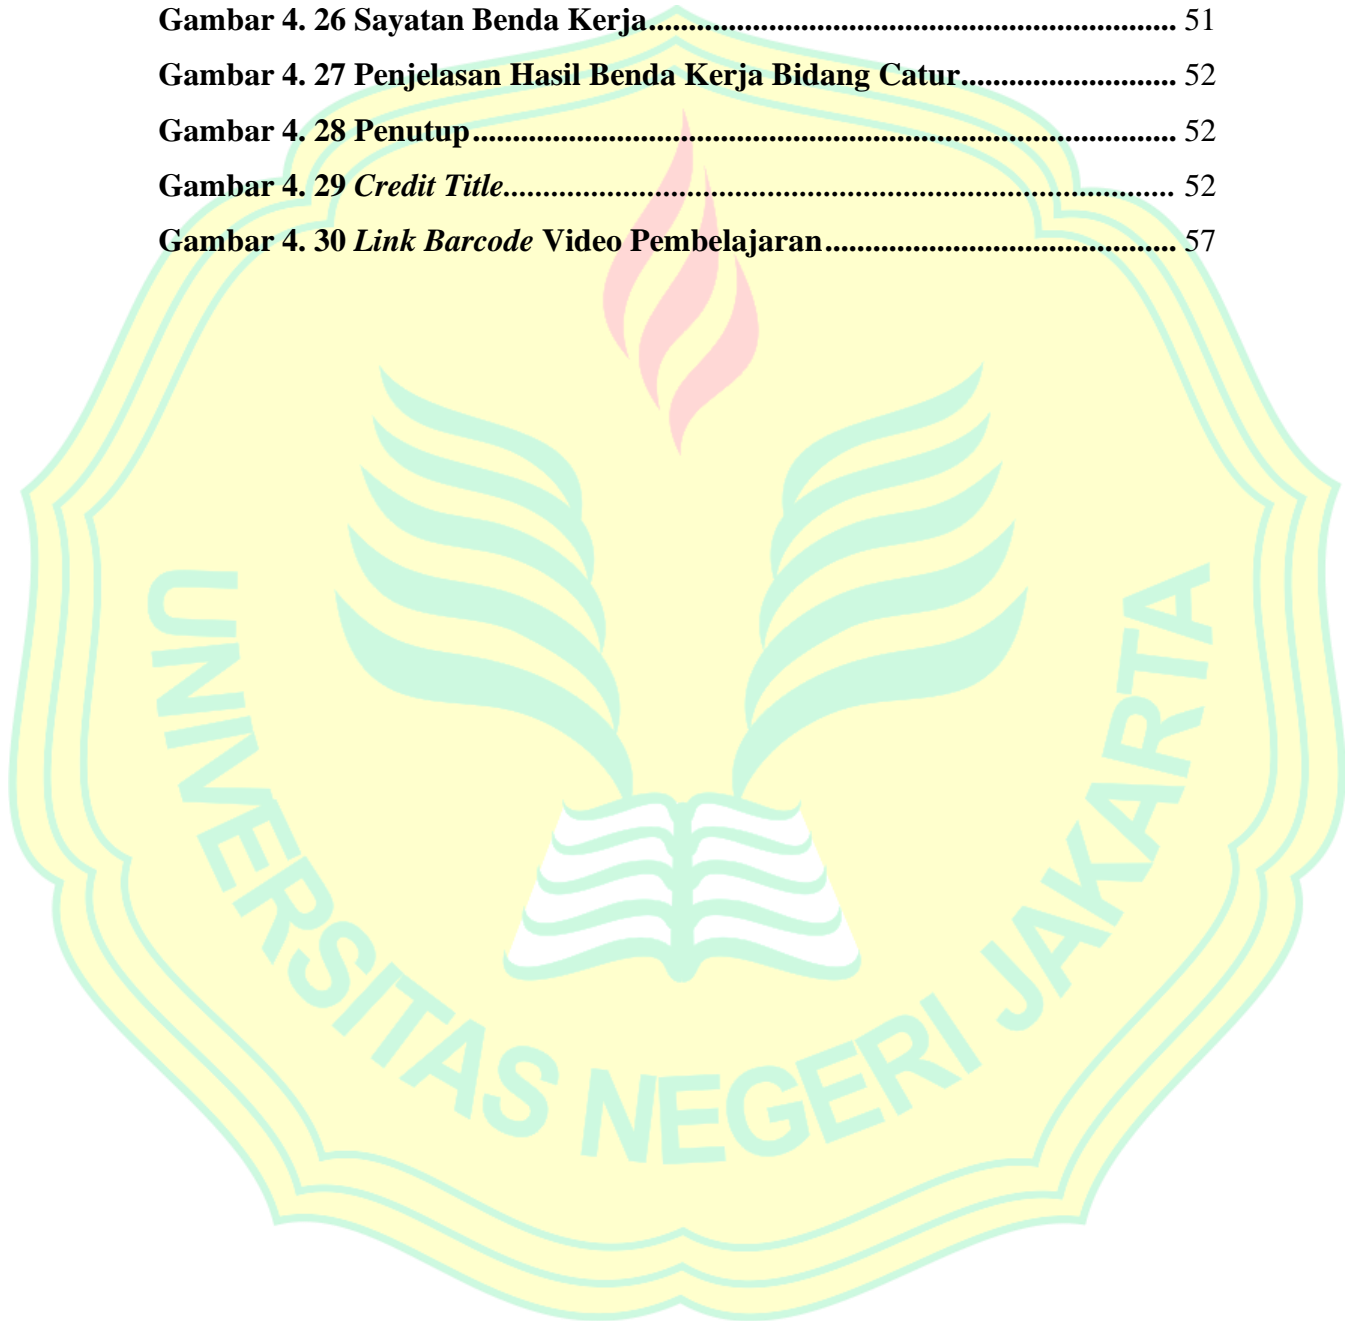 Gambar 4. 26 Sayatan Benda Kerja.................................................................. 51
Gambar 4. 27 Penjelasan Hasil Benda Kerja Bidang Catur........................... 52
Gambar 4. 28 Penutup........................................................................................ 52
Gambar 4. 29 Credit Title.................................................................................... 52
Gambar 4. 30 Link Barcode Video Pembelajaran............................................ 57
UNIVERSITAS NEGERI JAKARTA